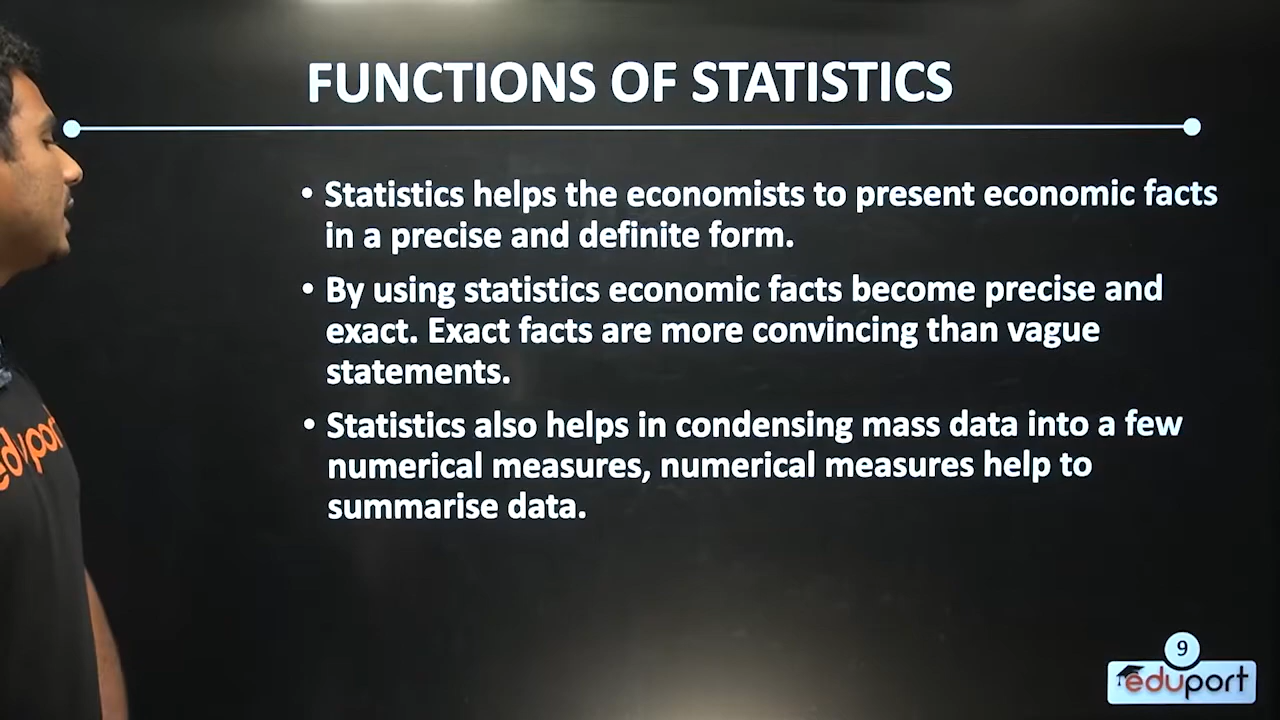 FUNCTIONS OF STATISTICS
• Statistics helps the economists to present economic facts
in a precise and definite form.
• By using statistics economic facts become precise and
exact. Exact facts are more convincing than vague
statements.
• Statistics also helps in condensing mass data into a few
numerical measures, numerical measures help to
summarise data.
eduport
9
eduport